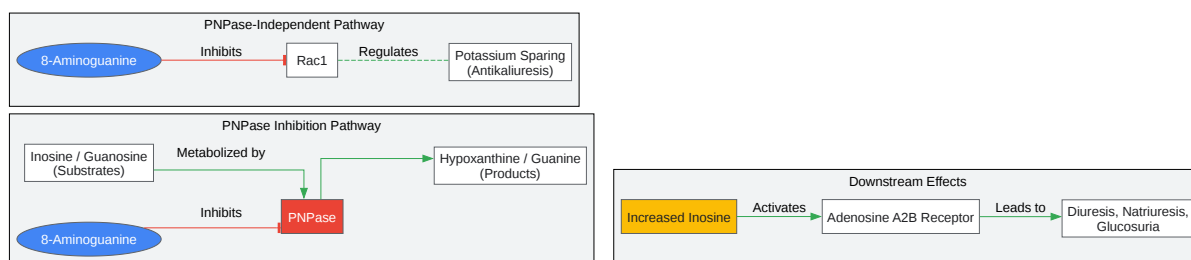 PNPase-Independent Pathway
8-Aminoguanine
Inhibits
Rac1
Regulates
Potassium Sparing
(Antikaliuresis)
PNPase Inhibition Pathway
Inosine / Guanosine
(Substrates)
Metabolized by
Hypoxanthine / Guanine
(Products)
Inhibits
PNPase
8-Aminoguanine
Downstream Effects
Increased Inosine
Activates
Adenosine A2B Receptor
Leads to
Diuresis, Natriuresis,
Glucosuria